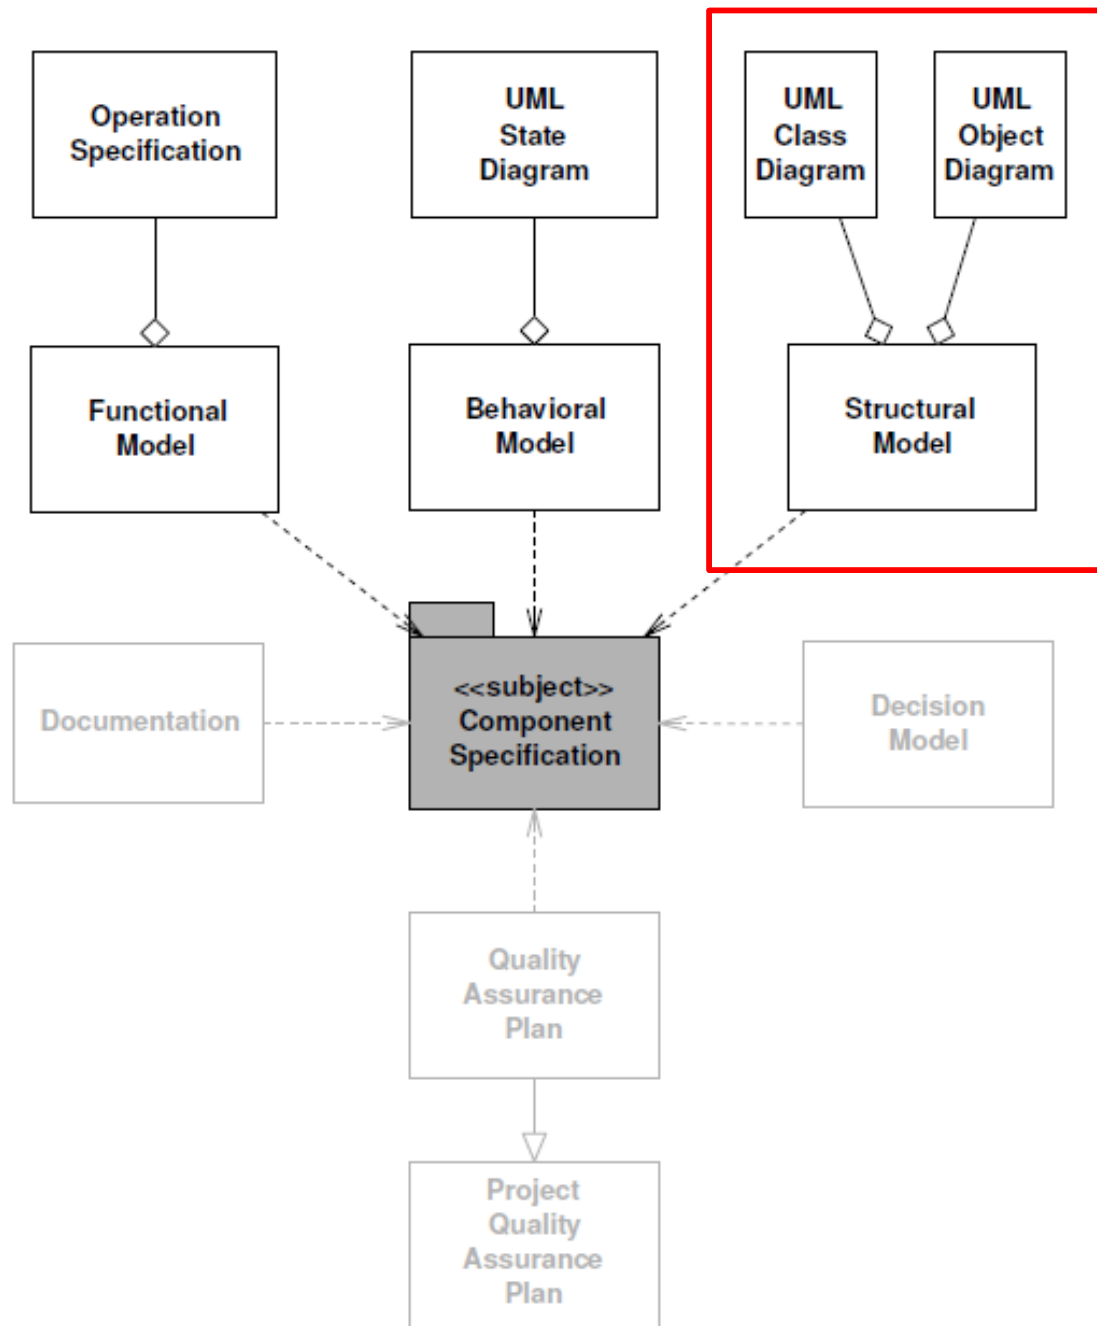 Operation
Specification
UML
State
Diagram
UML
Class
Diagram
UML
Object
Diagram
Functional
Model
Behavioral
Model
Structural
Model
Documentation
<<subject>>
Component
Specification
Decision
Model
Quality
Assurance
Plan
Project
Quality
Assurance
Plan